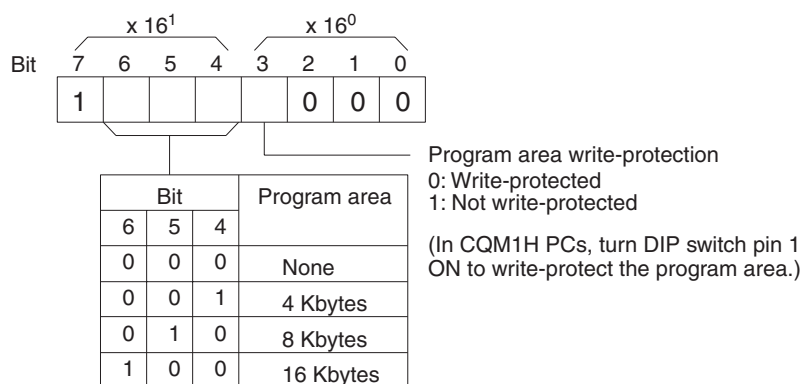 x 16¹ x 16⁰
Bit 7 6 5 4 3 2 1 0
1 0 0 0
Program area write-protection
0: Write-protected
1: Not write-protected
(In CQM1H PCs, turn DIP switch pin 1
ON to write-protect the program area.)
Bit Program area
6 5 4
0 0 0 None
0 0 1 4 Kbytes
0 1 0 8 Kbytes
1 0 0 16 Kbytes